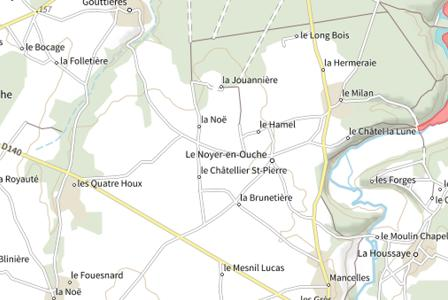 Gouttières
157
le Bocage
la Folletière
le Long Bois
la Hermeraie
la Jouannière
le Milan
la Noë
le Hamel
le Châtel la Lune
D140
Le Noyer-en-Ouche
le Châtellier St-Pierre
la Royauté
les Quatre Houx
les Forges
la Brunetière
le Moulin Chapel
La Houssaye
Blinière
le Mesnil Lucas
le Fouesnard
Mancelles
la Noë
les Grés